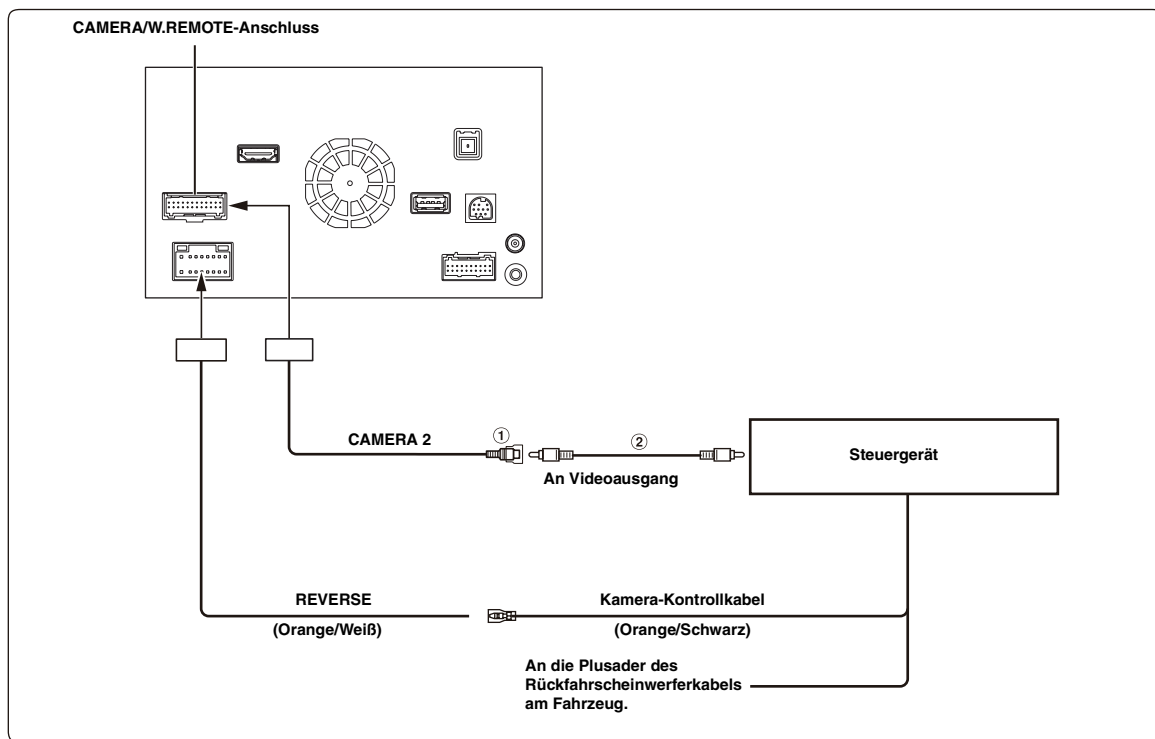 CAMERA/W.REMOTE-Anschluss
CAMERA 2
①
②
An Videoausgang
Steuergerät
REVERSE
(Orange/Weiß)
Kamera-Kontrollkabel
(Orange/Schwarz)
An die Plusader des
Rückfahrscheinwerferkabels
am Fahrzeug.